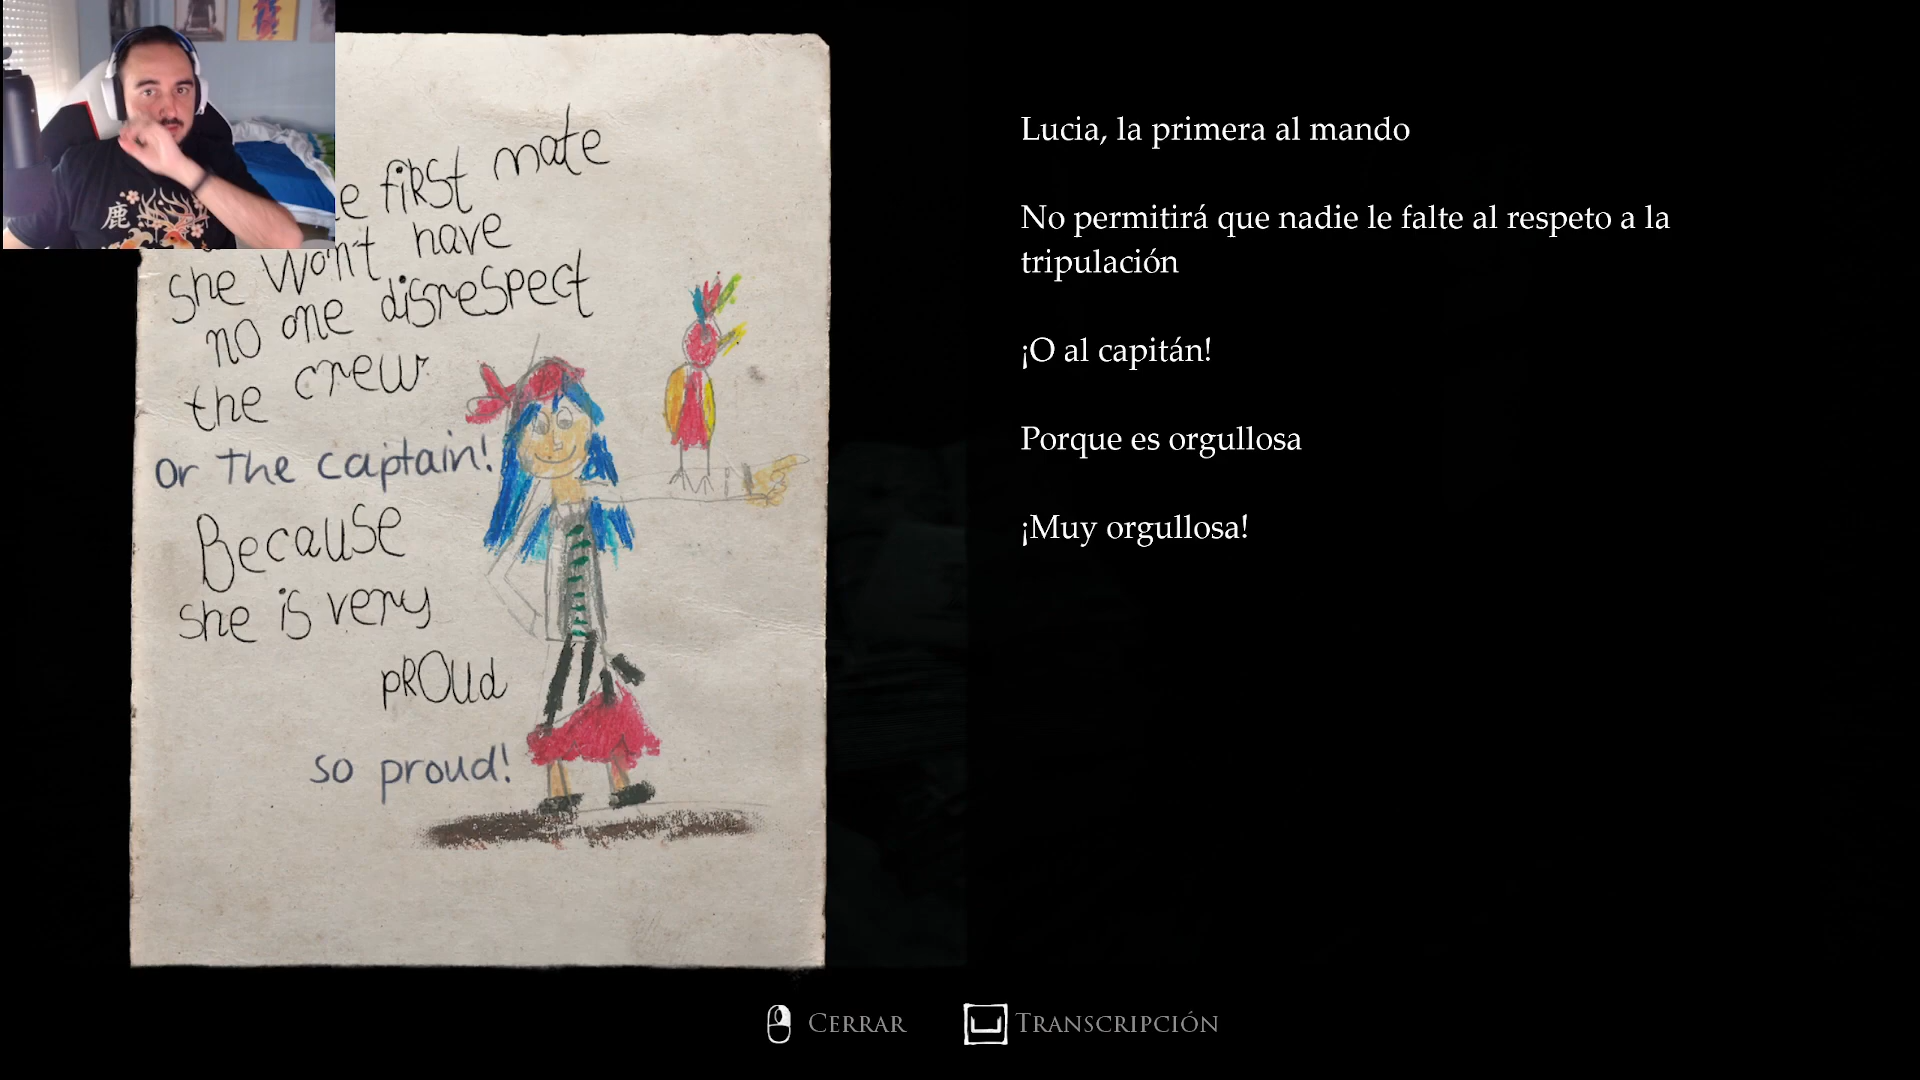 鹿
e first mate
she won't have
no one disrespect
the crew
or the captain!
Because
she is very
proud
so proud!
Lucia, la primera al mando
No permitirá que nadie le falte al respeto a la
tripulación
¡O al capitán!
Porque es orgullosa
¡Muy orgullosa!
Cerrar
Transcripción